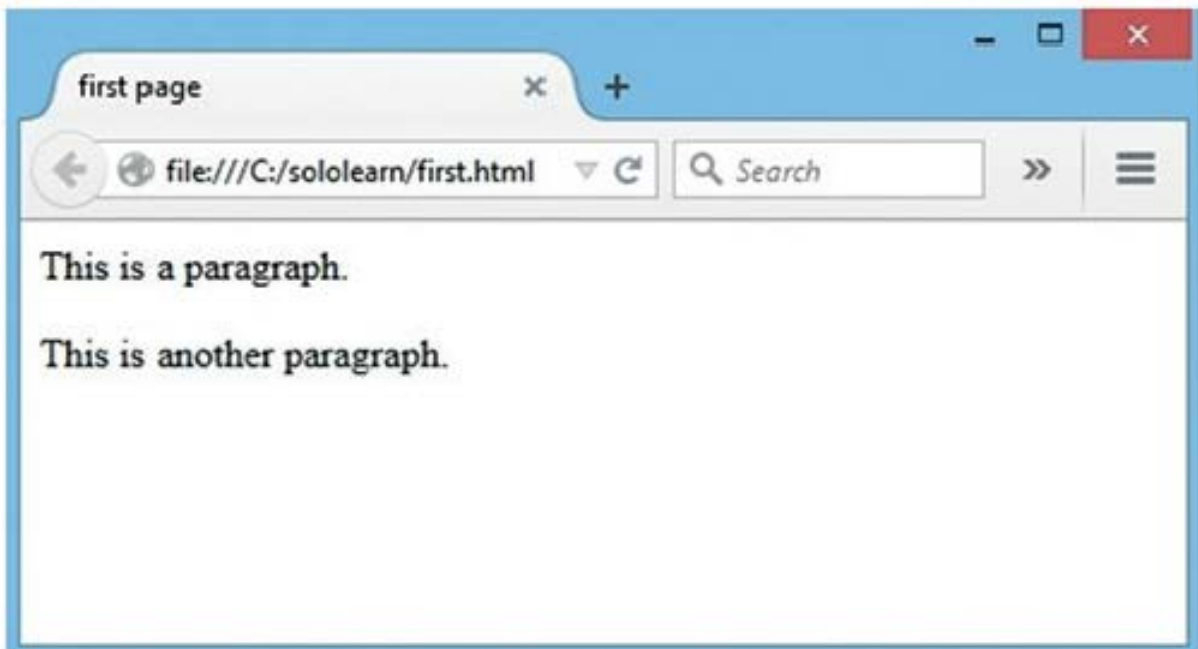 first page
file:///C:/sololearn/first.html
Search
This is a paragraph.
This is another paragraph.